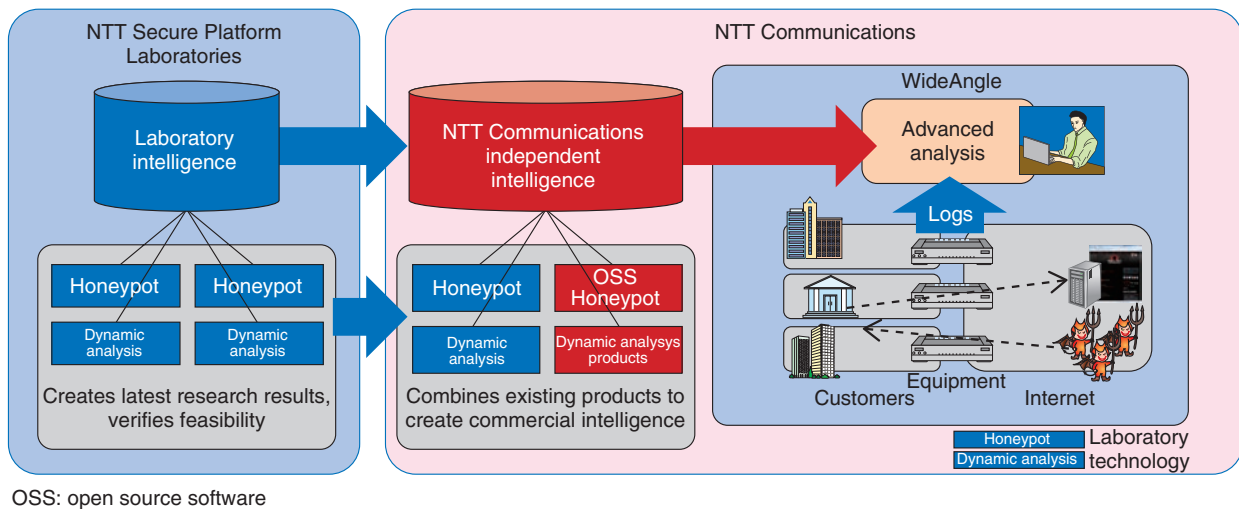 NTT Secure Platform
Laboratories
Laboratory
intelligence
Honeypot
Honeypot
Dynamic
analysis
Dynamic
analysis
Creates latest research results,
verifies feasibility
NTT Communications
NTT Communications
independent
intelligence
Honeypot
OSS
Honeypot
Dynamic
analysis
Dynamic analysys
products
Combines existing products to
create commercial intelligence
WideAngle
Advanced
analysis
Logs
Equipment
Customers
Internet
Honeypot
Dynamic analysis
Laboratory
technology
OSS: open source software